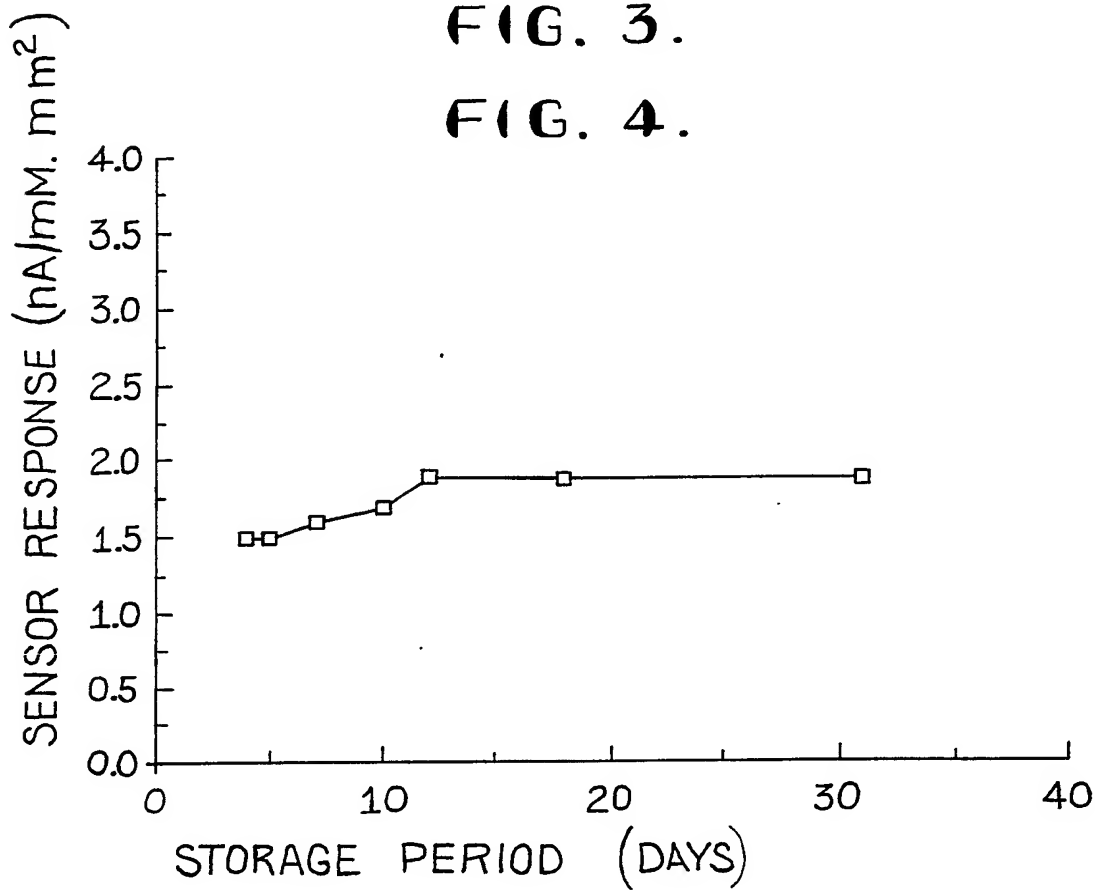 FIG. 3.
FIG. 4.
SENSOR RESPONSE (nA/mM. mm²)
4.0
3.5
3.0
2.5
2.0
1.5
1.0
0.5
0.0
0 10 20 30 40
STORAGE PERIOD (DAYS)